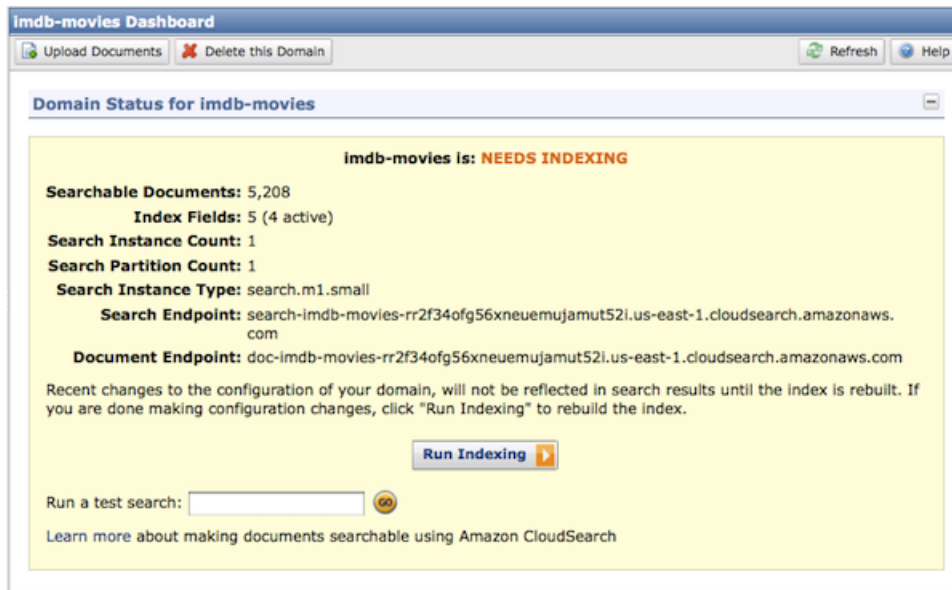 imdb-movies Dashboard
Upload Documents Delete this Domain Refresh Help
Domain Status for imdb-movies
imdb-movies is: NEEDS INDEXING
Searchable Documents: 5,208
Index Fields: 5 (4 active)
Search Instance Count: 1
Search Partition Count: 1
Search Instance Type: search.m1.small
Search Endpoint: search-imdb-movies-rr2f34ofg56xneuemujamut52i.us-east-1.cloudsearch.amazonaws.
com
Document Endpoint: doc-imdb-movies-rr2f34ofg56xneuemujamut52i.us-east-1.cloudsearch.amazonaws.com
Recent changes to the configuration of your domain, will not be reflected in search results until the index is rebuilt. If
you are done making configuration changes, click "Run Indexing" to rebuild the index.
Run Indexing
Run a test search: GO
Learn more about making documents searchable using Amazon CloudSearch